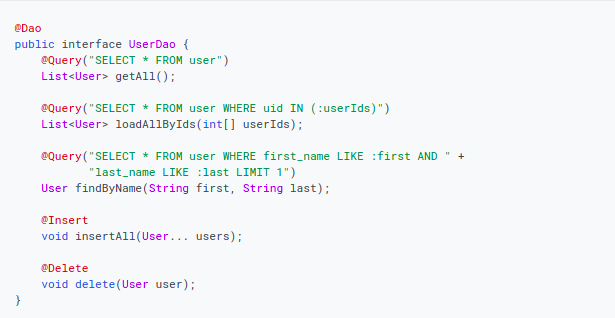 @Dao
public interface UserDao {
    @Query("SELECT * FROM user")
    List<User> getAll();

    @Query("SELECT * FROM user WHERE uid IN (:userIds)")
    List<User> loadAllByIds(int[] userIds);

    @Query("SELECT * FROM user WHERE first_name LIKE :first AND " +
           "last_name LIKE :last LIMIT 1")
    User findByName(String first, String last);

    @Insert
    void insertAll(User... users);

    @Delete
    void delete(User user);
}